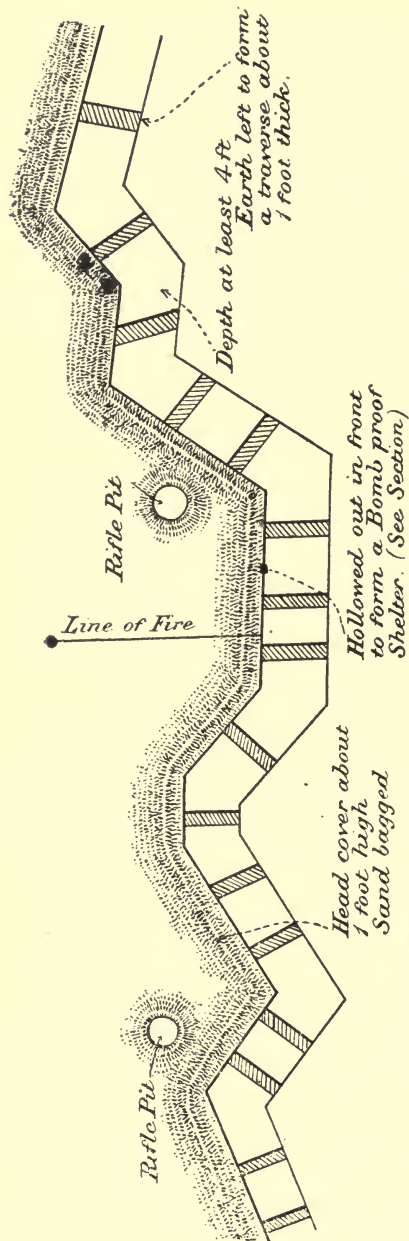 Rifle Pit
Rifle Pit
Line of Fire
Head cover about
1 foot high
Sand bagged
Hollowed out in front
to form a Bomb proof
Shelter. (See Section)
Depth at least 4 ft
Earth left to form
a traverse about
1 foot thick.